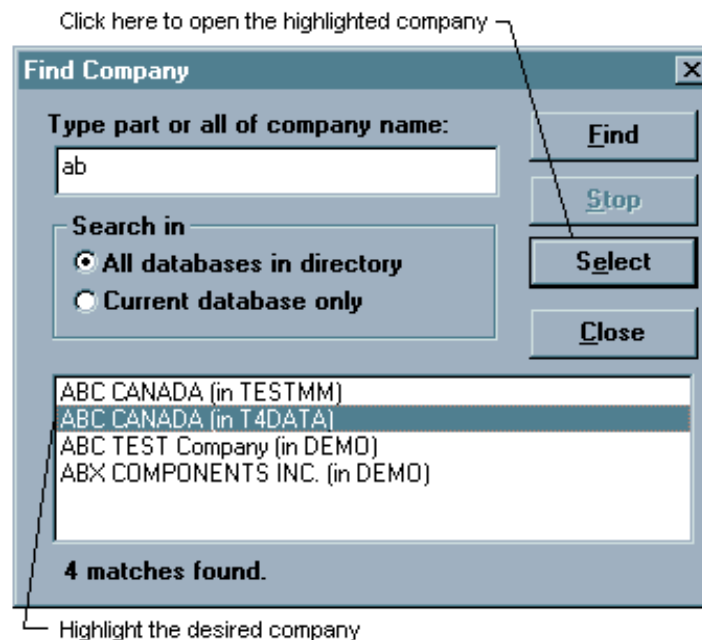 Click here to open the highlighted company
Find Company
Type part or all of company name:
Find
ab
Stop
Search in
All databases in directory
Select
Current database only
Close
ABC CANADA (in TESTMM)
ABC CANADA (in T4DATA)
ABC TEST Company (in DEMO)
ABX COMPONENTS INC. (in DEMO)
4 matches found.
Highlight the desired company